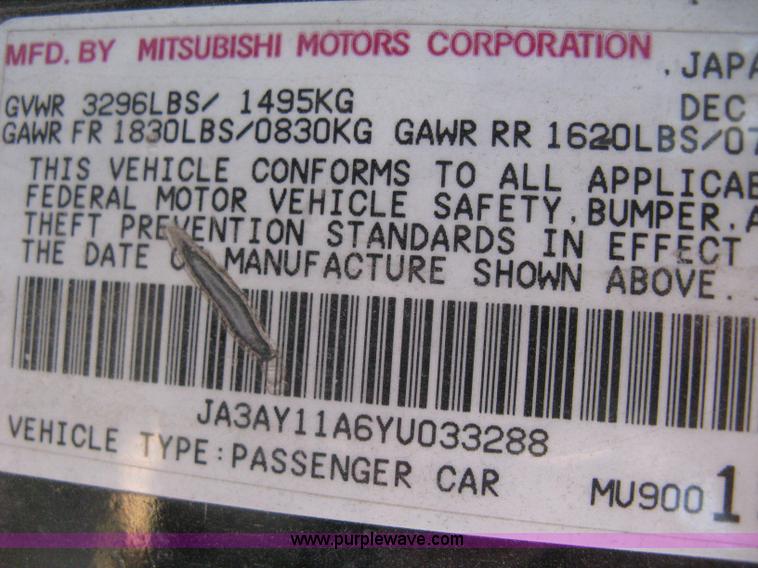 MFD. BY MITSUBISHI MOTORS CORPORATION
. JAPA
GVWR 3296LBS/ 1495KG DEC
GAWR FR 1830LBS/0830KG GAWR RR 1620LBS/07
THIS VEHICLE CONFORMS TO ALL APPLICAB
FEDERAL MOTOR VEHICLE SAFETY, BUMPER, A
THEFT PREVENTION STANDARDS IN EFFECT
THE DATE OF MANUFACTURE SHOWN ABOVE.
JA3AY11A6YU033288
VEHICLE TYPE:PASSENGER CAR
MU9001
www.purplewave.com